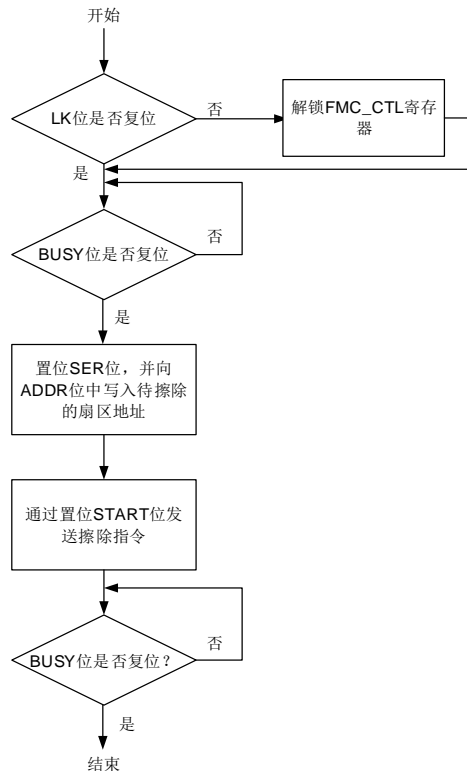 开始
LK位是否复位
否
解锁FMC_CTL寄存
器
是
BUSY位是否复位
否
是
置位SER位，并向
ADDR位中写入待擦除
的扇区地址
通过置位START位发
送擦除指令
BUSY位是否复位？
否
是
结束